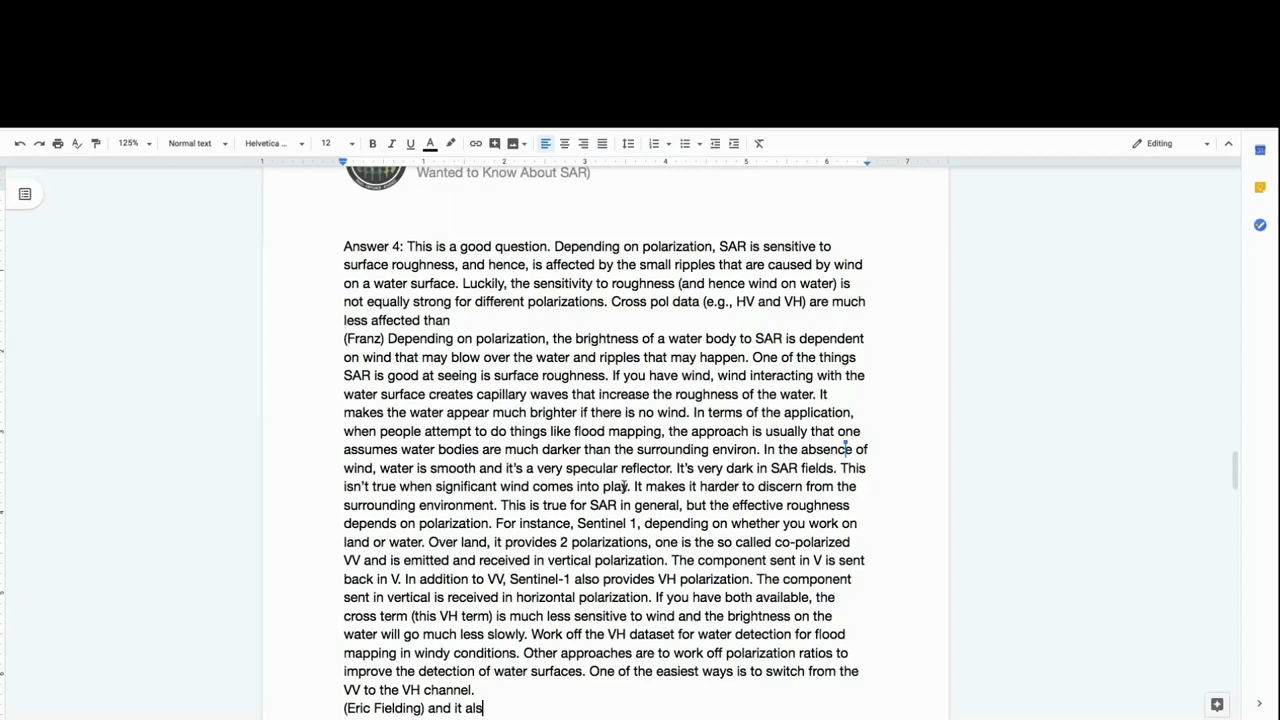 125%
Normal text
Helvetica ...
12
B I U A
Editing
1 1 2 3 4 5 6 7
Wanted to Know About SAR)
Answer 4: This is a good question. Depending on polarization, SAR is sensitive to
surface roughness, and hence, is affected by the small ripples that are caused by wind
on a water surface. Luckily, the sensitivity to roughness (and hence wind on water) is
not equally strong for different polarizations. Cross pol data (e.g., HV and VH) are much
less affected than
(Franz) Depending on polarization, the brightness of a water body to SAR is dependent
on wind that may blow over the water and ripples that may happen. One of the things
SAR is good at seeing is surface roughness. If you have wind, wind interacting with the
water surface creates capillary waves that increase the roughness of the water. It
makes the water appear much brighter if there is no wind. In terms of the application,
when people attempt to do things like flood mapping, the approach is usually that one
assumes water bodies are much darker than the surrounding environ. In the absence of
wind, water is smooth and it's a very specular reflector. It's very dark in SAR fields. This
isn't true when significant wind comes into play. It makes it harder to discern from the
surrounding environment. This is true for SAR in general, but the effective roughness
depends on polarization. For instance, Sentinel 1, depending on whether you work on
land or water. Over land, it provides 2 polarizations, one is the so called co-polarized
VV and is emitted and received in vertical polarization. The component sent in V is sent
back in V. In addition to VV, Sentinel-1 also provides VH polarization. The component
sent in vertical is received in horizontal polarization. If you have both available, the
cross term (this VH term) is much less sensitive to wind and the brightness on the
water will go much less slowly. Work off the VH dataset for water detection for flood
mapping in windy conditions. Other approaches are to work off polarization ratios to
improve the detection of water surfaces. One of the easiest ways is to switch from the
VV to the VH channel.
(Eric Fielding) and it als